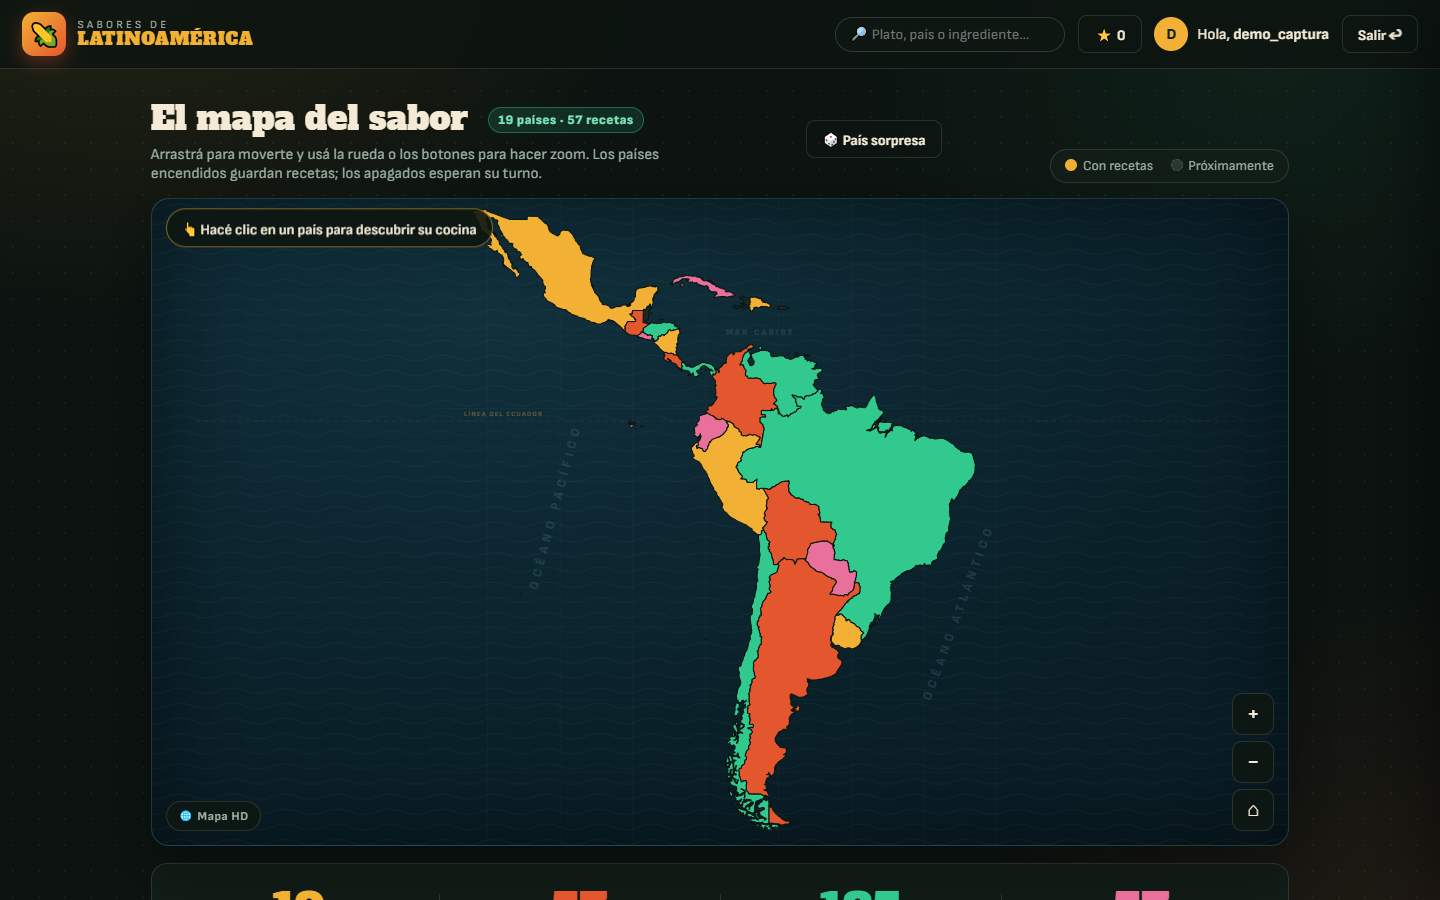 SABORES DE
LATINOAMÉRICA
Plato, país o ingrediente...
★ 0
D
Hola, demo_captura
Salir
El mapa del sabor
19 países · 57 recetas
Arrastrá para moverte y usá la rueda o los botones para hacer zoom. Los países
encendidos guardan recetas; los apagados esperan su turno.
País sorpresa
Con recetas
Próximamente
Hacé clic en un país para descubrir su cocina
MAR CARIBE
LÍNEA DEL ECUADOR
OCÉANO PACÍFICO
OCÉANO ATLÁNTICO
+
−
Mapa HD